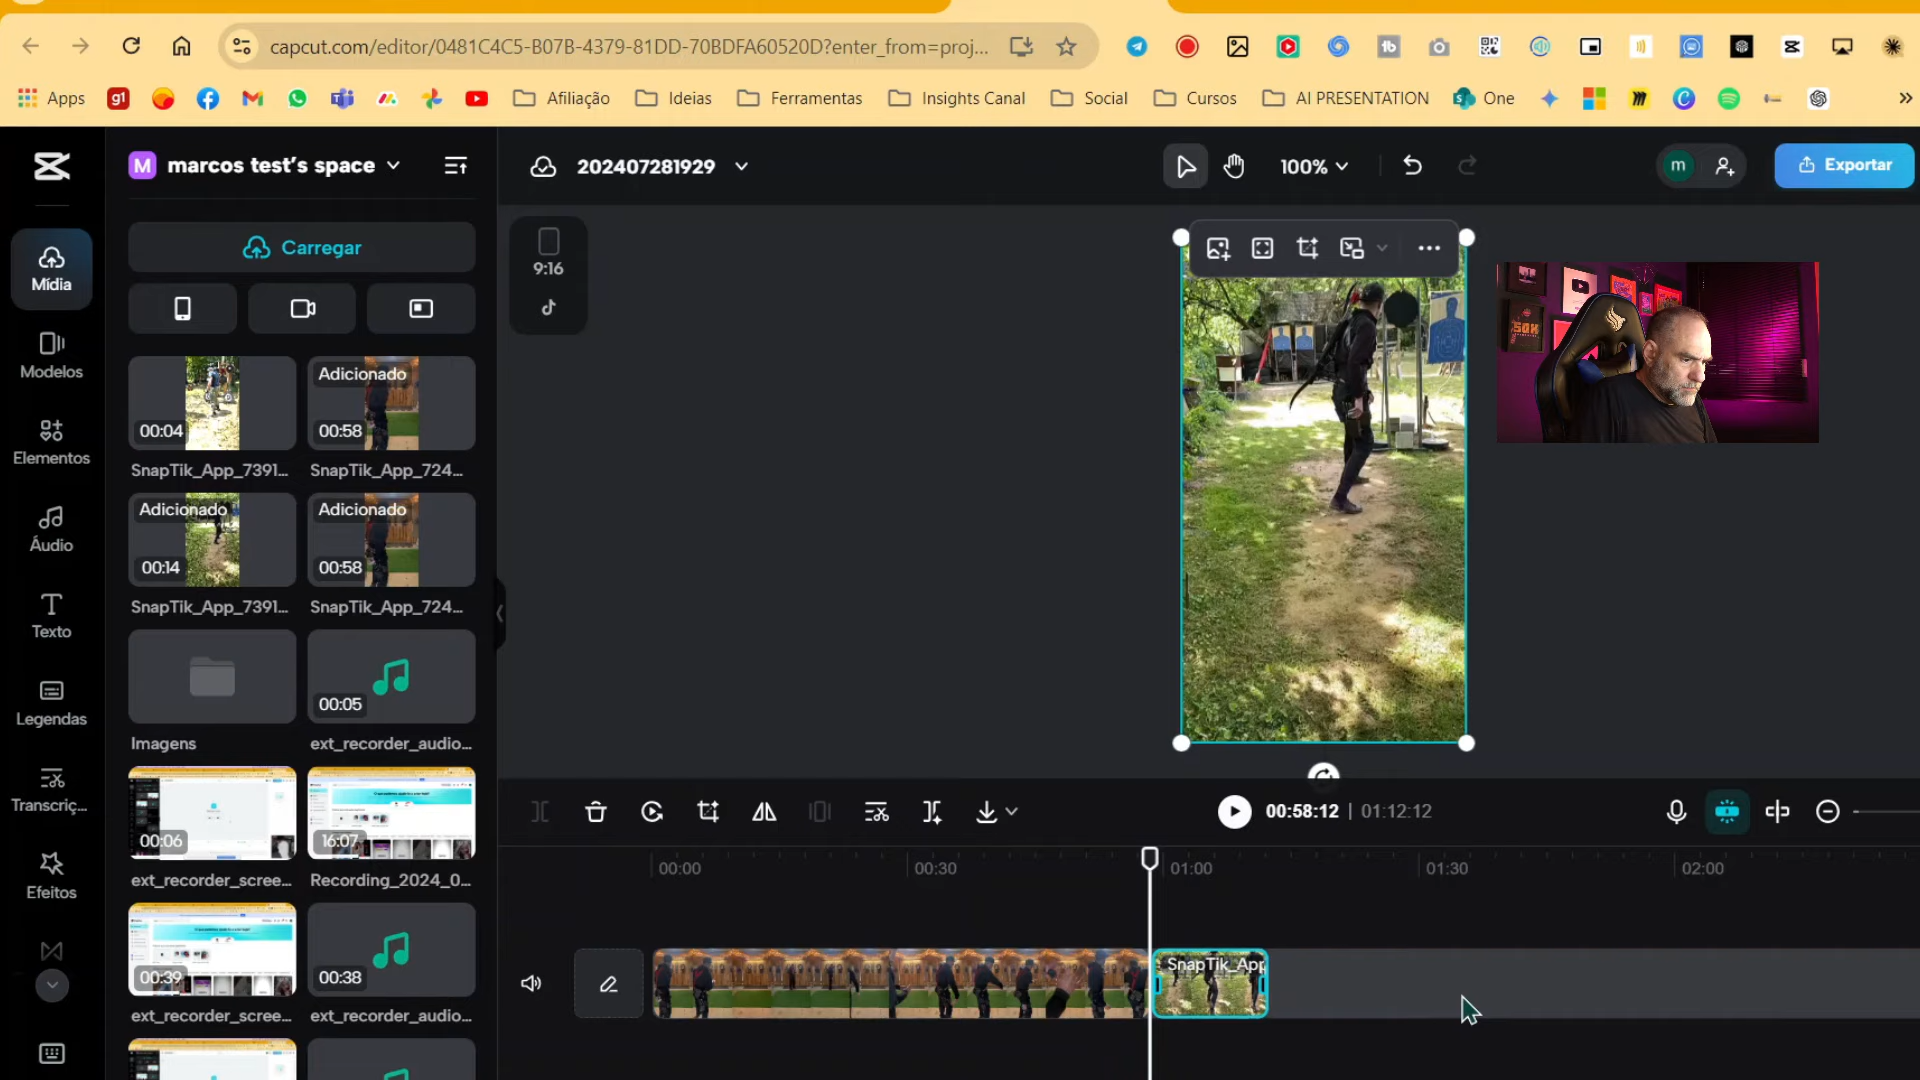 capcut.com/editor/0481C4C5-B07B-4379-81DD-70BDFA60520D?enter_from=proj...
Apps
g1
Afiliação
Ideias
Ferramentas
Insights Canal
Social
Cursos
AI PRESENTATION
One
M marcos test's space
202407281929
100%
m
Exportar
Carregar
9:16
Mídia
Modelos
Elementos
Áudio
Texto
Legendas
Transcriç...
Efeitos
00:04
Adicionado
00:58
SnapTik_App_7391...
SnapTik_App_724...
Adicionado
00:14
Adicionado
00:58
SnapTik_App_7391...
SnapTik_App_724...
00:05
Imagens
ext_recorder_audio...
00:06
16:07
ext_recorder_scree...
Recording_2024_0...
00:39
00:38
ext_recorder_scree...
ext_recorder_audio...
00:58:12 | 01:12:12
00:00
00:30
01:00
01:30
02:00
SnapTik_App